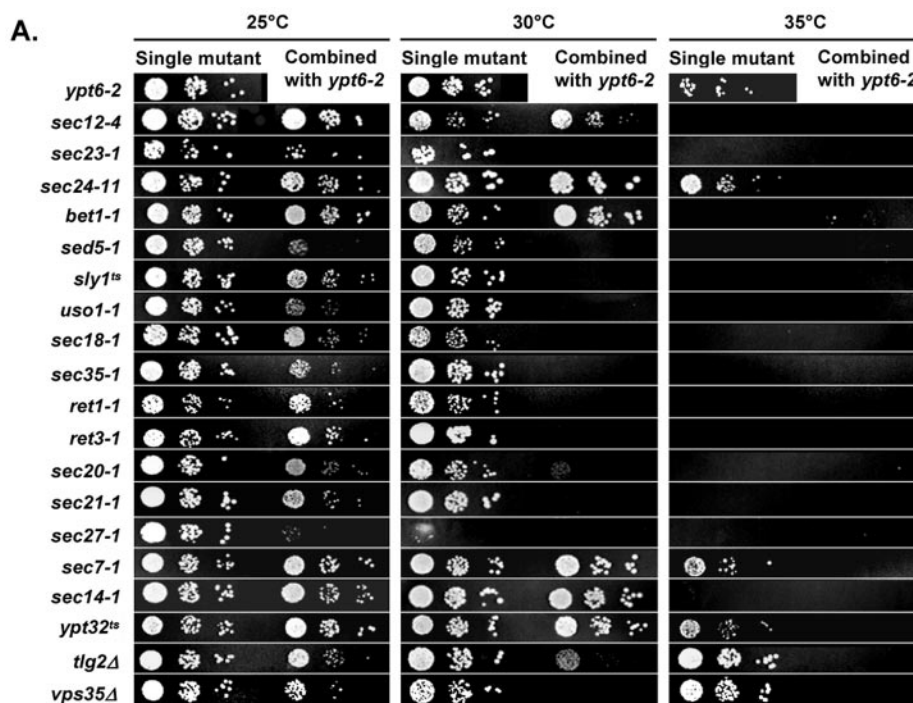 A.
25°C 30°C 35°C
Single mutant Combined with ypt6-2 Single mutant Combined with ypt6-2 Single mutant Combined with ypt6-2
ypt6-2
sec12-4
sec23-1
sec24-11
bet1-1
sed5-1
sly1ts
uso1-1
sec18-1
sec35-1
ret1-1
ret3-1
sec20-1
sec21-1
sec27-1
sec7-1
sec14-1
ypt32ts
tlg2Δ
vps35Δ